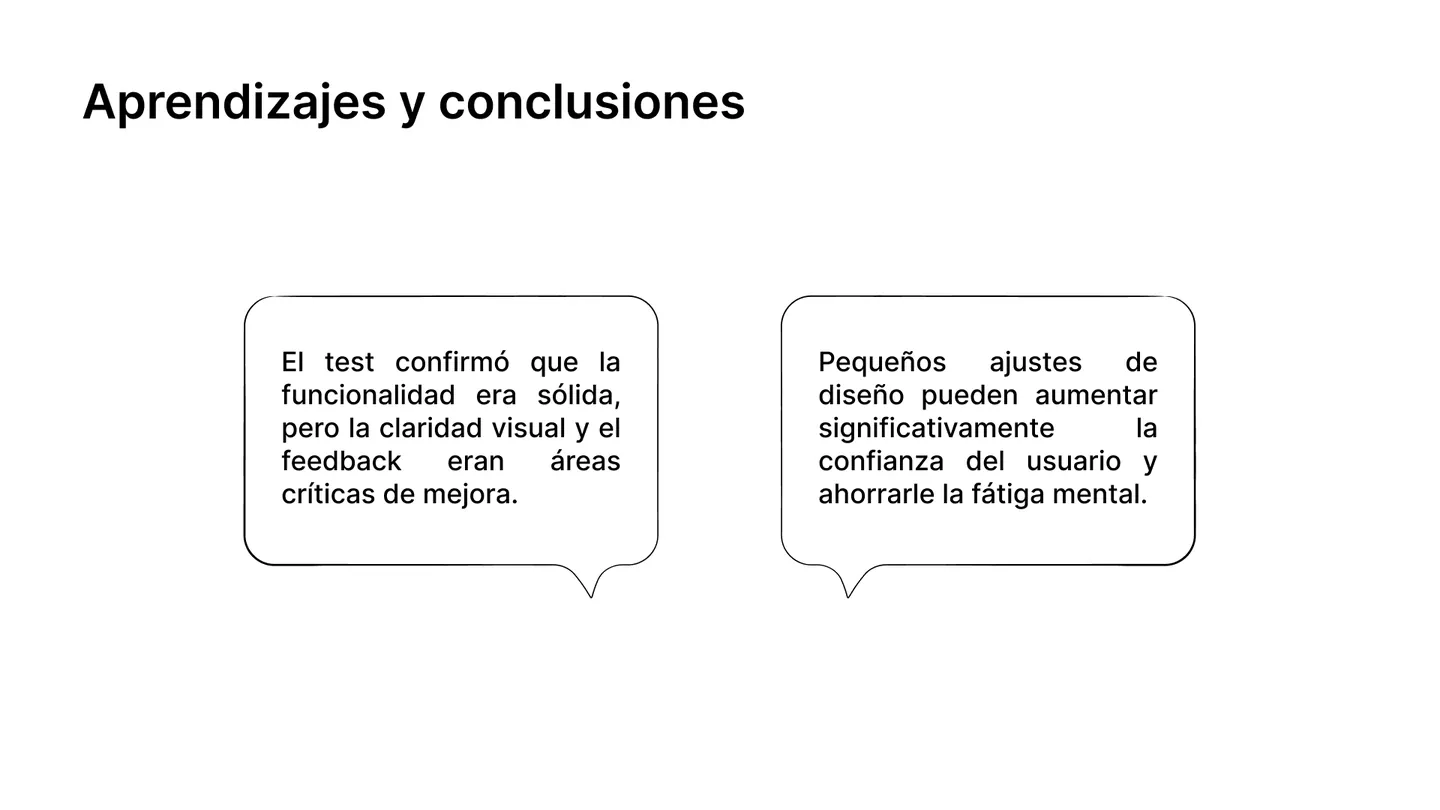 Aprendizajes y conclusiones
El test confirmó que la
funcionalidad era sólida,
pero la claridad visual y el
feedback eran áreas
críticas de mejora.
Pequeños ajustes de
diseño pueden aumentar
significativamente la
confianza del usuario y
ahorrarle la fátiga mental.